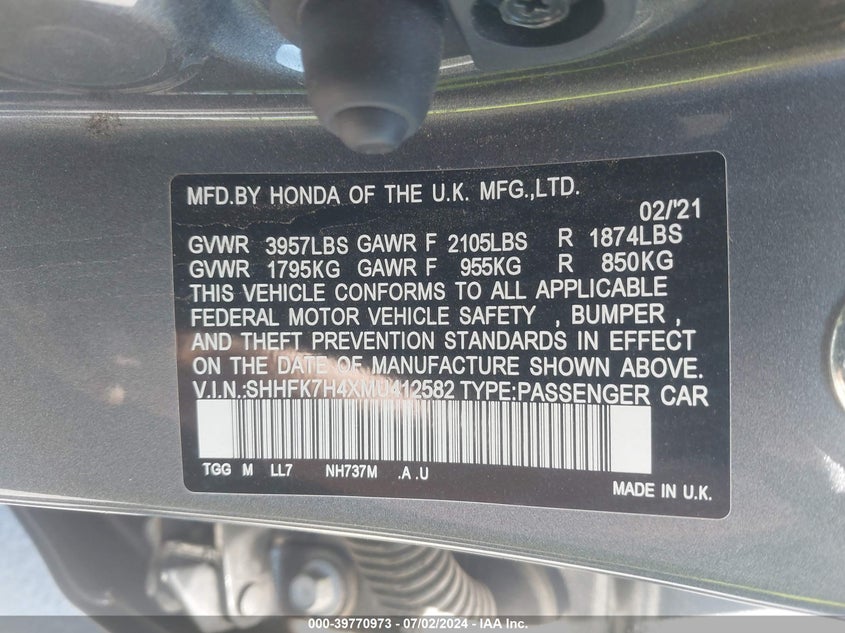 MFD.BY HONDA OF THE U.K. MFG.,LTD.
02/'21
GVWR 3957LBS GAWR F 2105LBS R 1874LBS
GVWR 1795KG GAWR F 955KG R 850KG
THIS VEHICLE CONFORMS TO ALL APPLICABLE
FEDERAL MOTOR VEHICLE SAFETY , BUMPER ,
AND THEFT PREVENTION STANDARDS IN EFFECT
ON THE DATE OF MANUFACTURE SHOWN ABOVE.
V.I.N.:SHHFK7H4XMU412582 TYPE:PASSENGER CAR
TGG M LL7 NH737M .A .U
MADE IN U.K.
000-39770973 - 07/02/2024 - IAAI Inc.